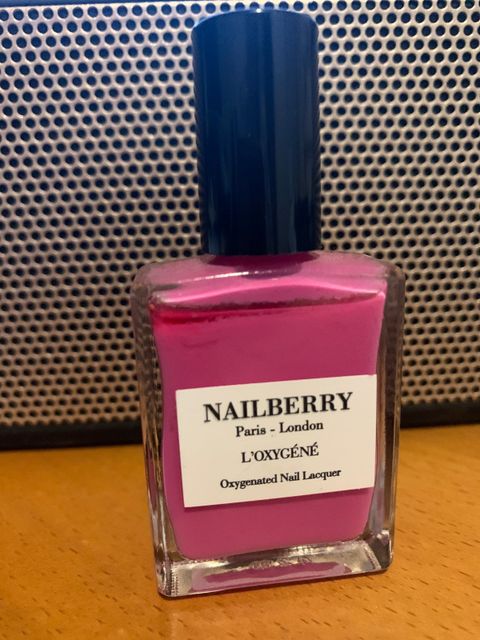 NAILBERRY
Paris - London
L'OXYGÉNÉ
Oxygenated Nail Lacquer